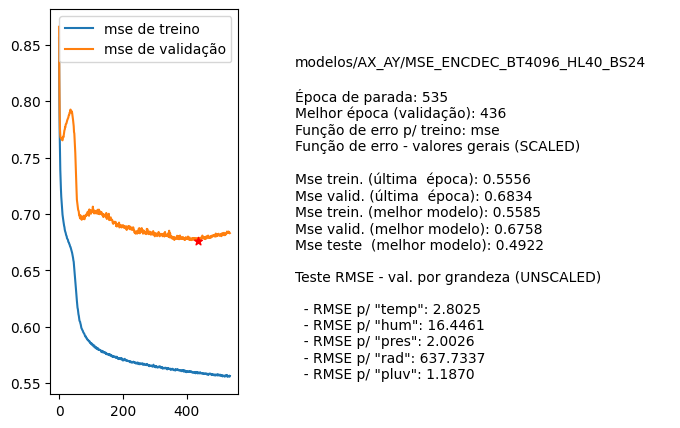 mse de treino
mse de validação
0.85
0.80
0.75
0.70
0.65
0.60
0.55
0
200
400
modelos/AX_AY/MSE_ENCDEC_BT4096_HL40_BS24
Época de parada: 535
Melhor época (validação): 436
Função de erro p/ treino: mse
Função de erro - valores gerais (SCALED)
Mse trein. (última  época): 0.5556
Mse valid. (última  época): 0.6834
Mse trein. (melhor modelo): 0.5585
Mse valid. (melhor modelo): 0.6758
Mse teste  (melhor modelo): 0.4922
Teste RMSE - val. por grandeza (UNSCALED)
- RMSE p/ "temp": 2.8025
- RMSE p/ "hum": 16.4461
- RMSE p/ "pres": 2.0026
- RMSE p/ "rad": 637.7337
- RMSE p/ "pluv": 1.1870